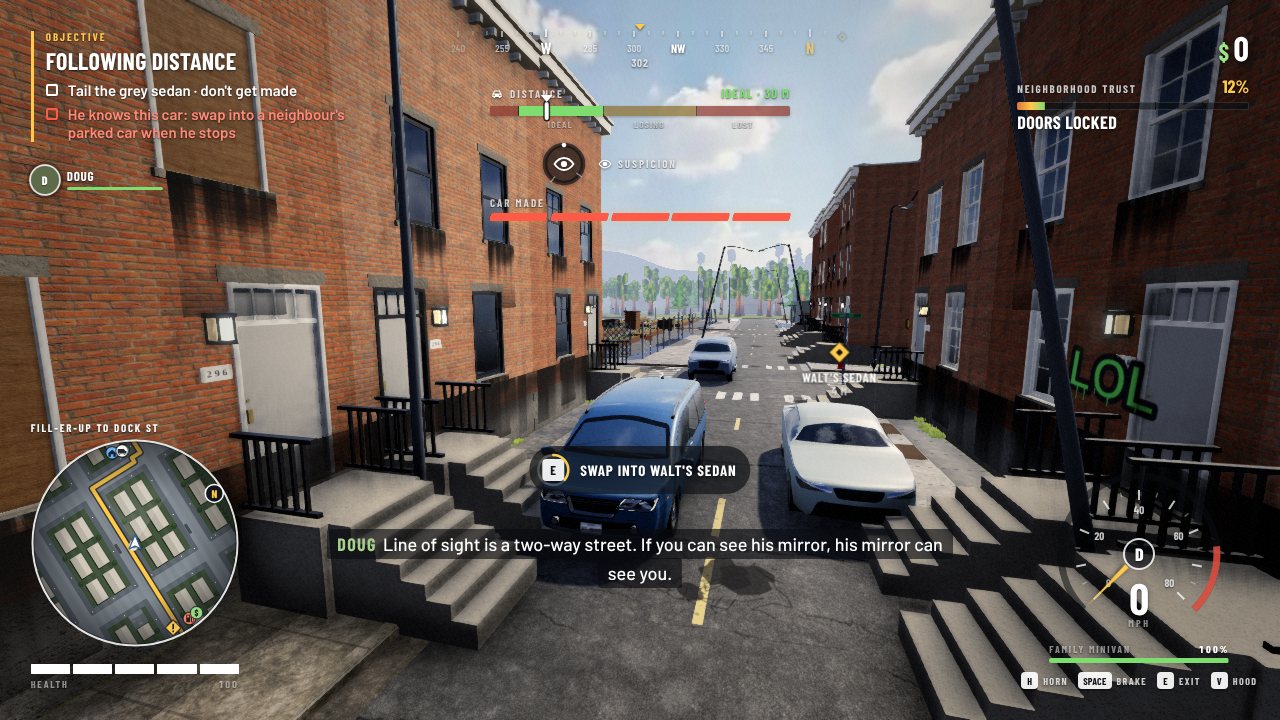 OBJECTIVE
FOLLOWING DISTANCE
Tail the grey sedan · don't get made
He knows this car: swap into a neighbour's
parked car when he stops
D DOUG
240 255 W 285 300 NW 330 345 N
302
DISTANCE IDEAL · 30 M
IDEAL LOSING LOST
SUSPICION
CAR MADE
$0
NEIGHBORHOOD TRUST 12%
DOORS LOCKED
296
294
WALT'S SEDAN
LOL
E SWAP INTO WALT'S SEDAN
DOUG Line of sight is a two-way street. If you can see his mirror, his mirror can
see you.
FILL-ER-UP TO DOCK ST
N
$
!
HEALTH 100
20 40 60 80
0
D
0
MPH
FAMILY MINIVAN 100%
H HORN SPACE BRAKE E EXIT V HOOD